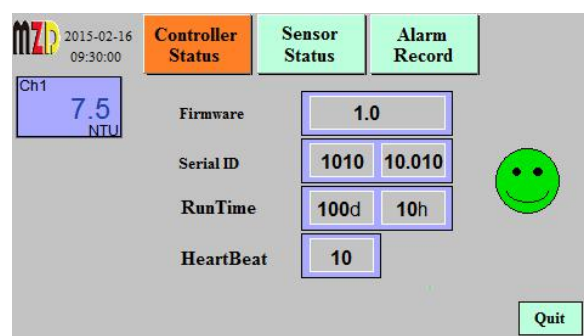 MZD 2015-02-16
09:30:00
Controller Status
Sensor Status
Alarm Record
Ch1
7.5
NTU
Firmware 1.0
Serial ID 1010 10.010
RunTime 100d 10h
HeartBeat 10
Quit